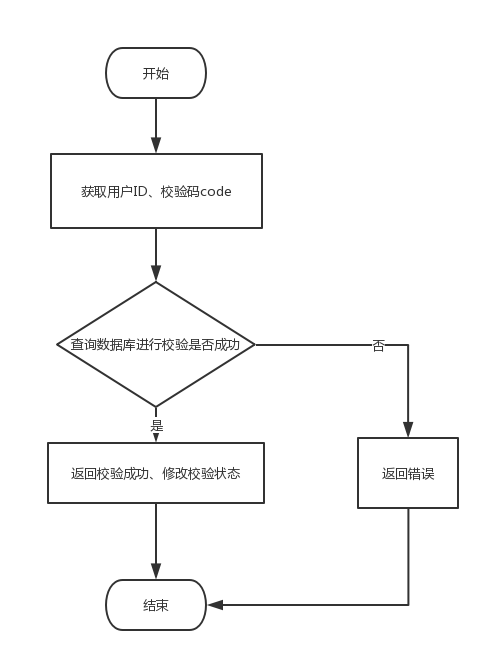 开始
获取用户ID、校验码code
查询数据库进行校验是否成功
否
是
返回校验成功、修改校验状态
返回错误
结束